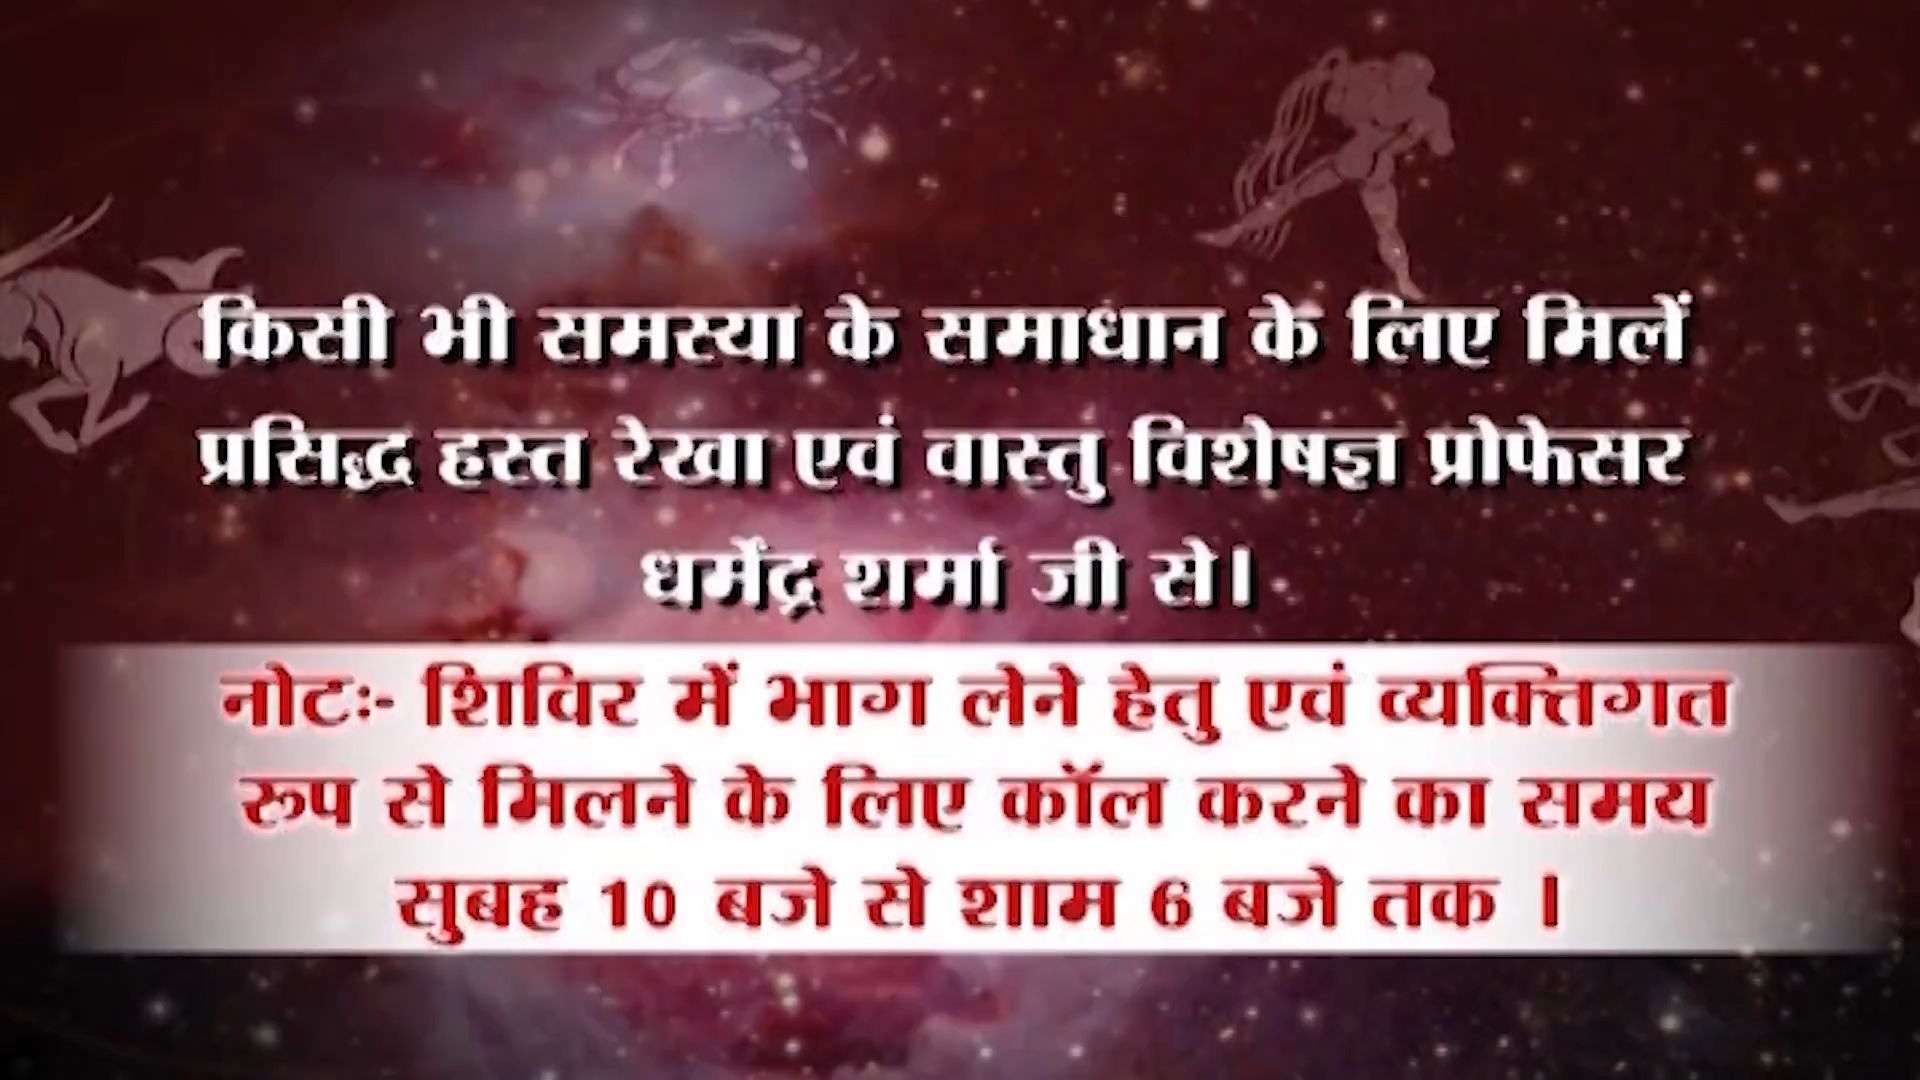 किसी भी समस्या के समाधान के लिए मिलें
प्रसिद्ध हस्त रेखा एवं वास्तु विशेषज्ञ प्रोफेसर
धर्मेंद्र शर्मा जी से।
नोटः- शिविर में भाग लेने हेतु एवं व्यक्तिगत
रूप से मिलने के लिए कॉल करने का समय
सुबह 10 बजे से शाम 6 बजे तक ।